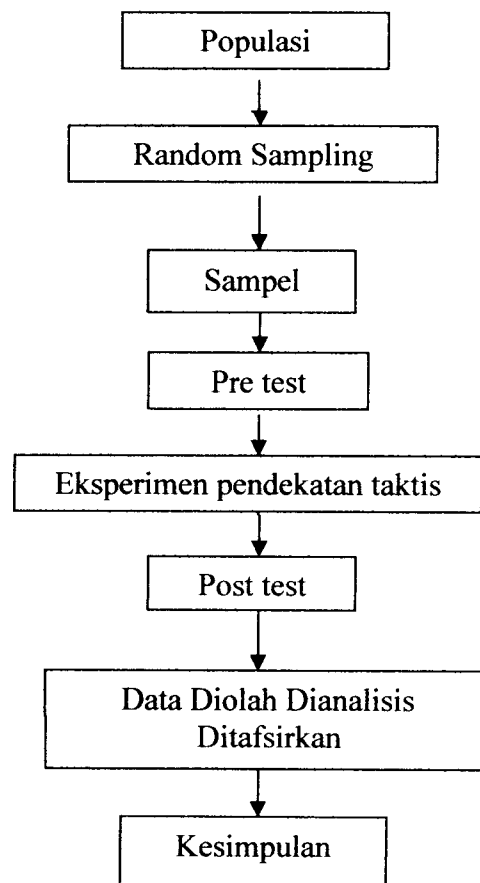 Populasi
Random Sampling
Sampel
Pre test
Eksperimen pendekatan taktis
Post test
Data Diolah Dianalisis
Ditafsirkan
Kesimpulan